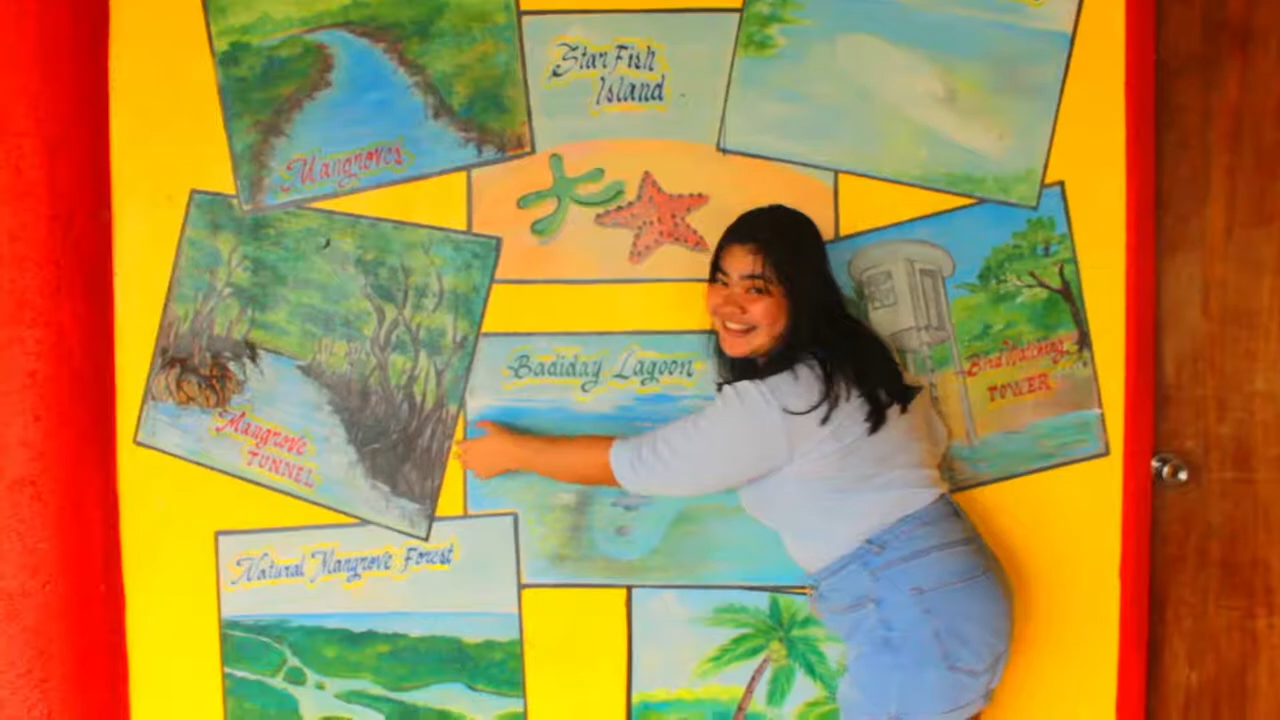 Star Fish
Island
Mangroves
Badiday Lagoon
Bird Watching
TOWER
Mangrove
TUNNEL
Natural Mangrove Forest